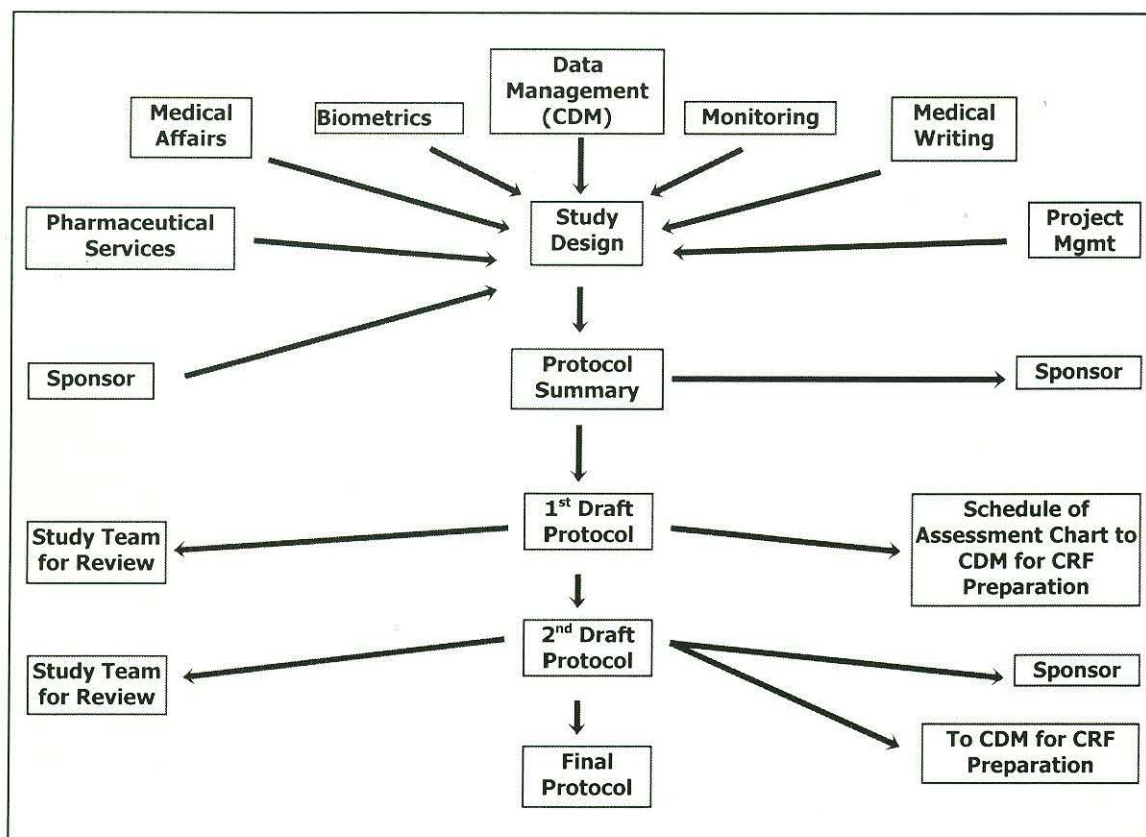 Data
Management
(CDM)
Medical
Affairs
Biometrics
Monitoring
Medical
Writing
Pharmaceutical
Services
Study
Design
Project
Mgmt
Sponsor
Protocol
Summary
Sponsor
1st Draft
Protocol
Study Team
for Review
Schedule of
Assessment Chart to
CDM for CRF
Preparation
2nd Draft
Protocol
Study Team
for Review
Sponsor
To CDM for CRF
Preparation
Final
Protocol